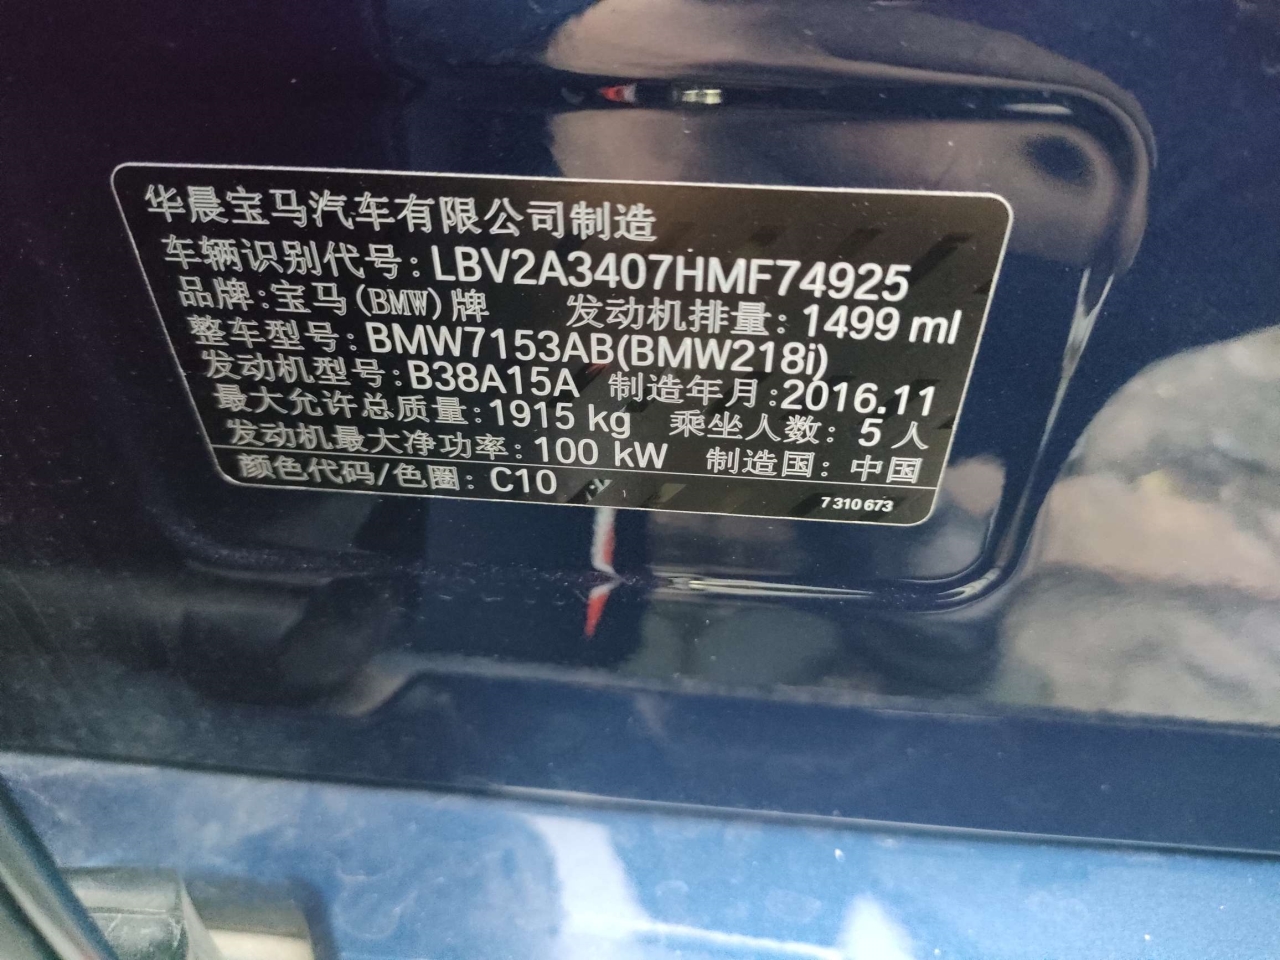 华晨宝马汽车有限公司制造
车辆识别代号: LBV2A3407HMF74925
品牌: 宝马(BMW)牌 发动机排量: 1499 ml
整车型号: BMW7153AB(BMW218i)
发动机型号: B38A15A 制造年月: 2016.11
最大允许总质量: 1915 kg 乘坐人数: 5 人
发动机最大净功率: 100 kW 制造国: 中国
颜色代码/色圈: C10
7 310 673